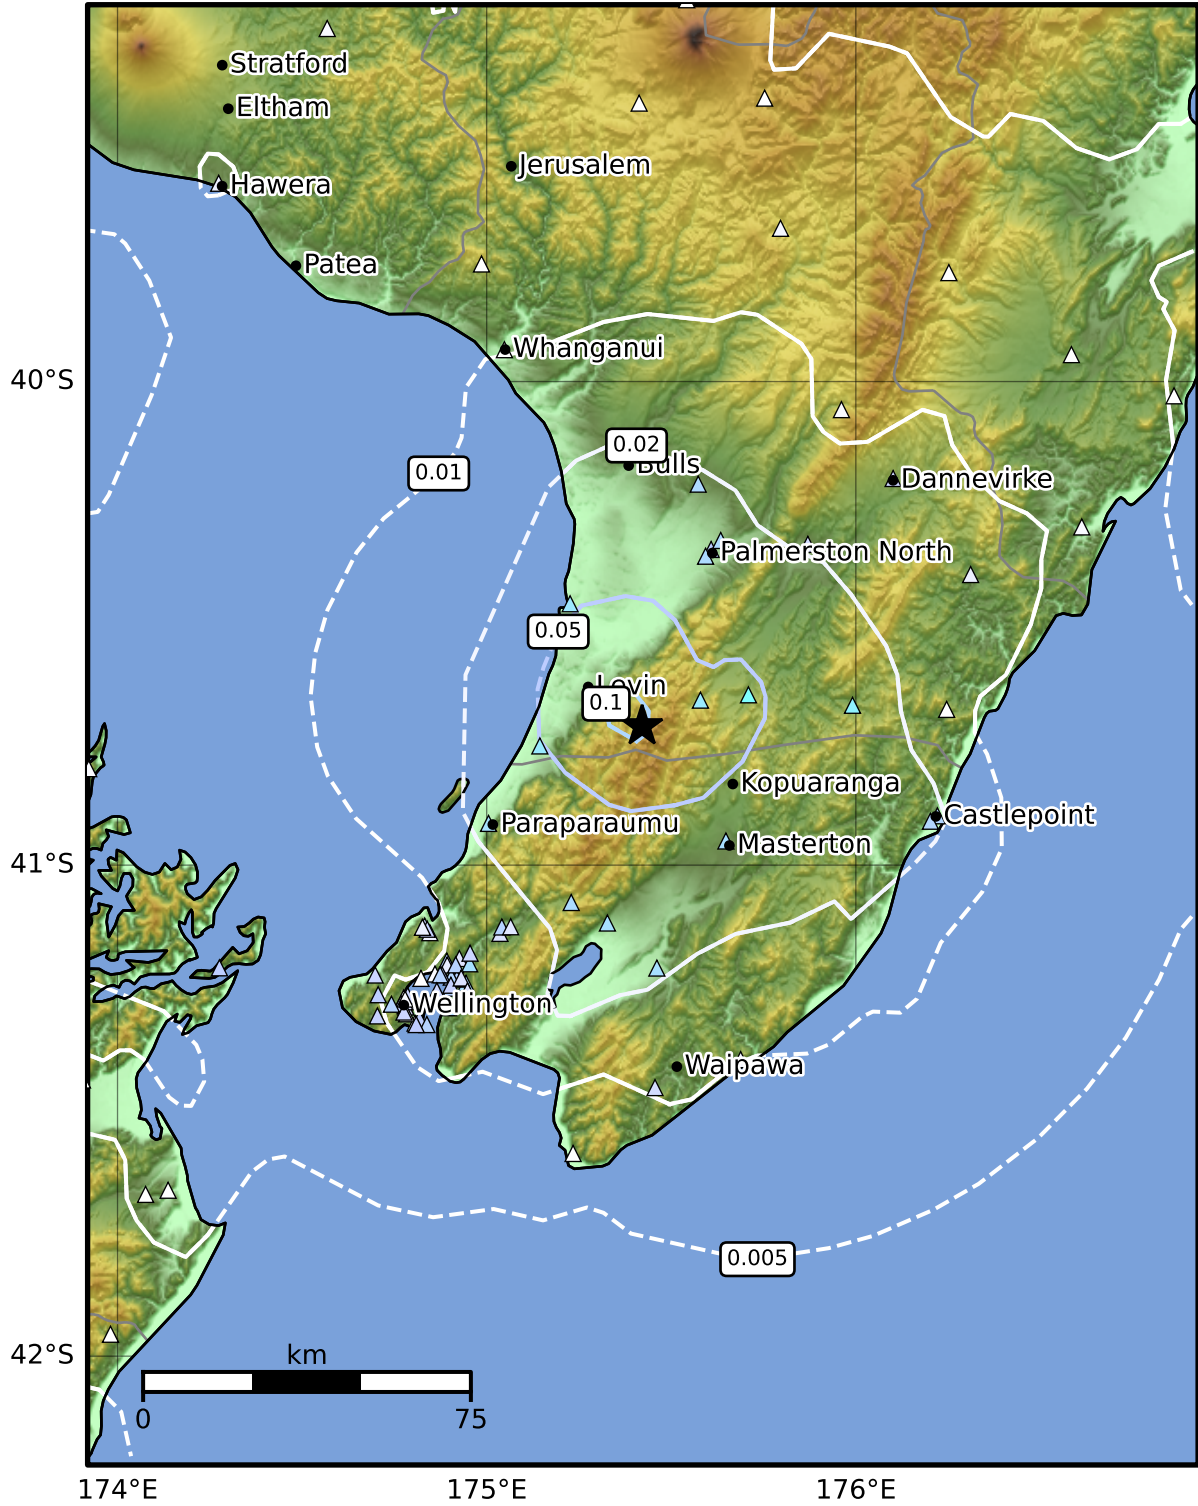 Stratford
Eltham
Jerusalem
Hawera
Patea
Whanganui
40°S
0.02
Bulls
0.01
Dannevirke
Palmerston North
0.05
Levin
0.1
Kopuaranga
Castlepoint
Paraparaumu
Masterton
41°S
Wellington
Waipawa
0.005
42°S
km
0
75
174°E
175°E
176°E